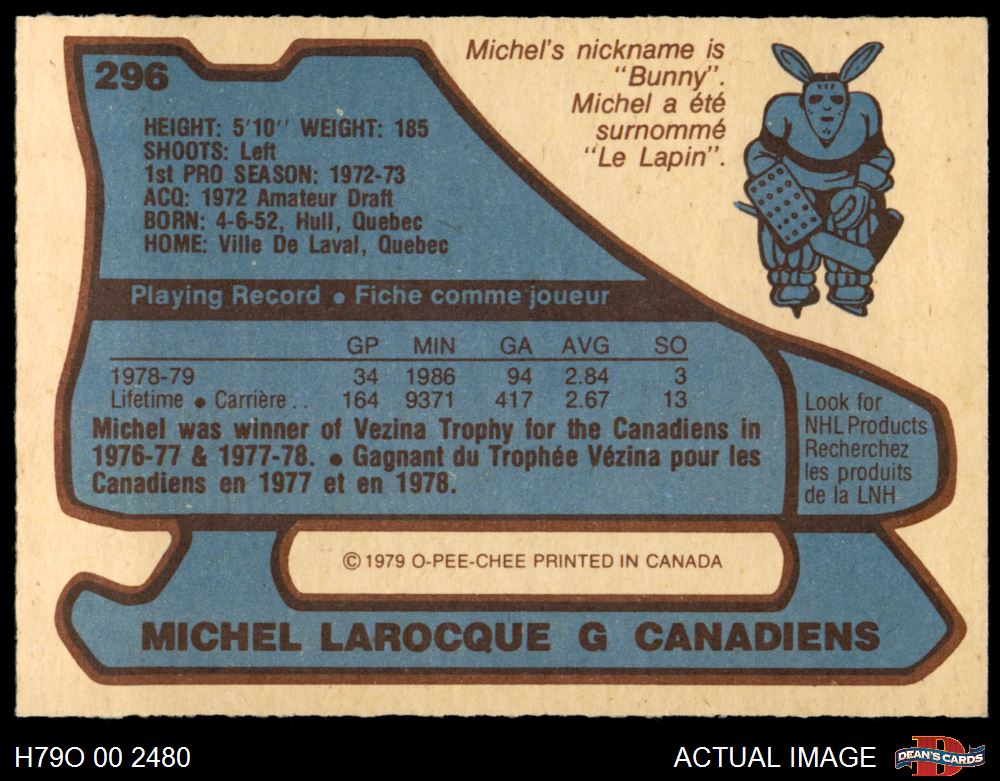 296
Michel's nickname is
"Bunny".
Michel a été
surnommé
"Le Lapin".
HEIGHT: 5'10" WEIGHT: 185
SHOOTS: Left
1st PRO SEASON: 1972-73
ACQ: 1972 Amateur Draft
BORN: 4-6-52, Hull, Quebec
HOME: Ville De Laval, Quebec
Playing Record • Fiche comme joueur
GP MIN GA AVG SO
1978-79 34 1986 94 2.84 3
Lifetime • Carrière .. 164 9371 417 2.67 13
Michel was winner of Vezina Trophy for the Canadiens in
1976-77 & 1977-78. • Gagnant du Trophée Vézina pour les
Canadiens en 1977 et en 1978.
Look for
NHL Products
Recherchez
les produits
de la LNH
© 1979 O-PEE-CHEE PRINTED IN CANADA
MICHEL LAROCQUE G CANADIENS
H79O 00 2480
ACTUAL IMAGE
D
DEAN'S CARDS